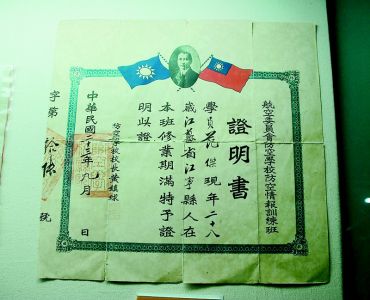 航空委員會防空學校防空情報訓練班
證明書
學員范傑現年二十八
歲江蘇省江寧縣人在
本班修業期滿特予證
明此證
防空學校校長黃鎮球
中華民國三十三年九月 日
字第 號